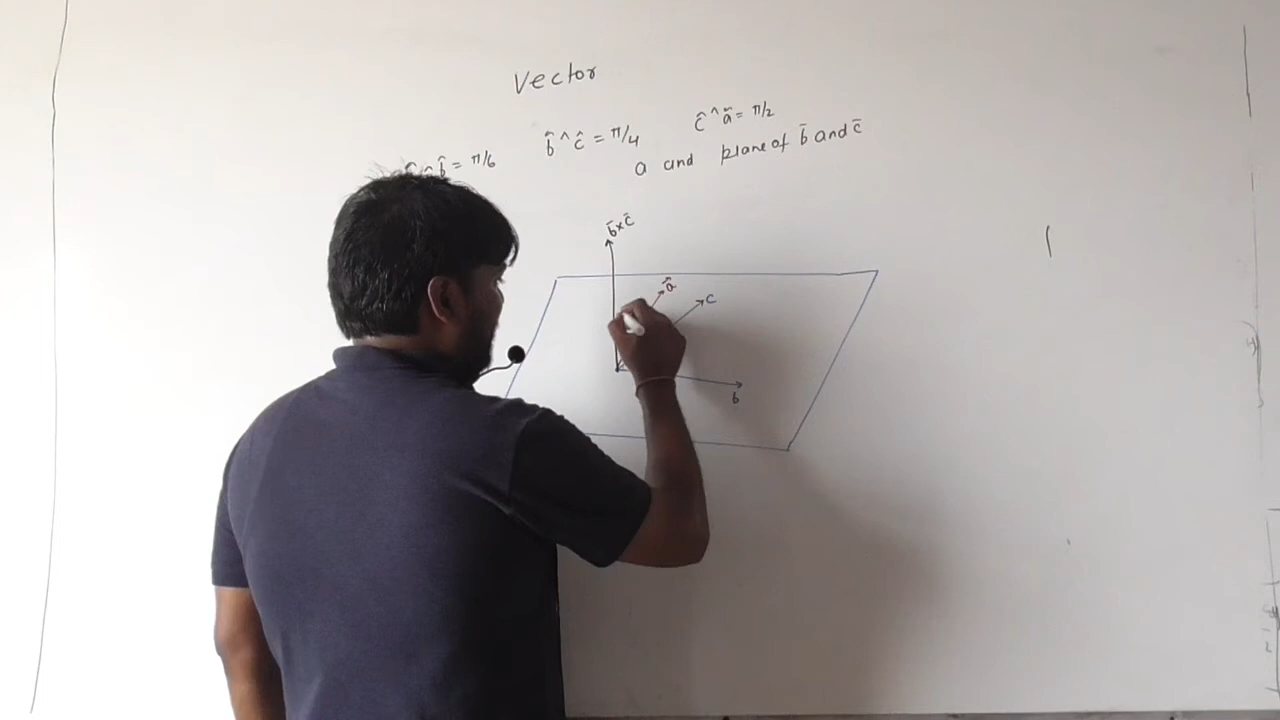 Vector
b̂ = π/6 b̂ ^ ĉ = π/4 ĉ ^ â = π/2
a and plane of b̄ and c̄
b̄ × c̄
a
c
b